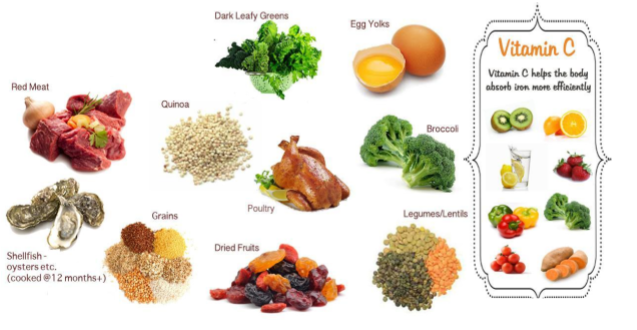 Dark Leafy Greens
Egg Yolks
Vitamin C
Vitamin C helps the body
absorb iron more efficiently
Red Meat
Quinoa
Broccoli
Poultry
Grains
Legumes/Lentils
Shellfish -
oysters etc.
(cooked @12 months+)
Dried Fruits